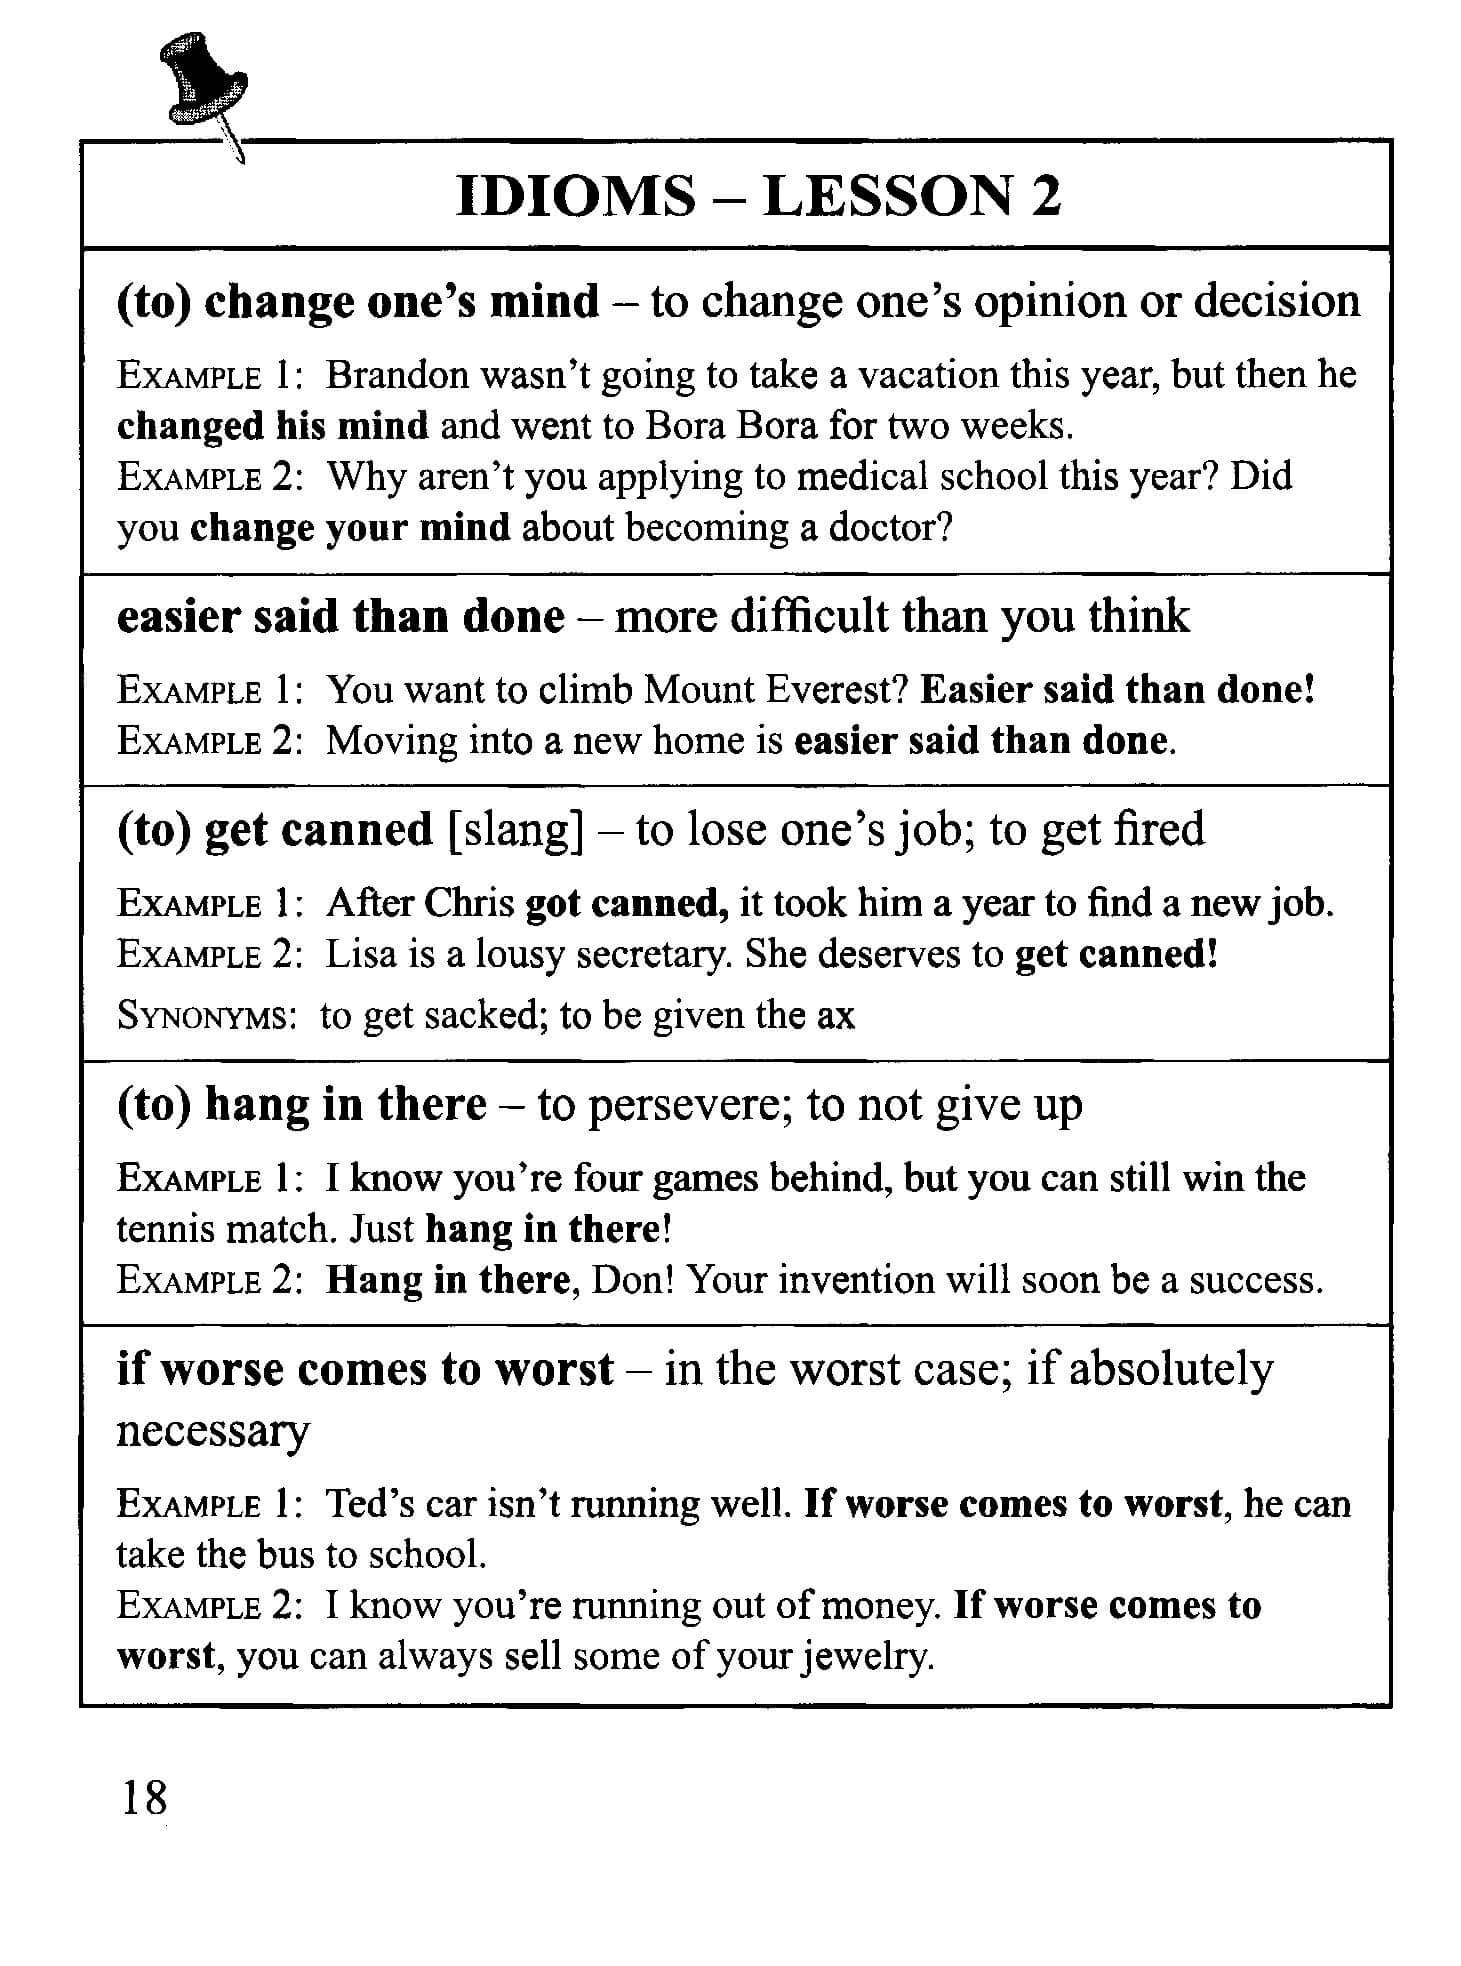 IDIOMS – LESSON 2
(to) change one's mind – to change one's opinion or decision
EXAMPLE 1: Brandon wasn't going to take a vacation this year, but then he
changed his mind and went to Bora Bora for two weeks.
EXAMPLE 2: Why aren't you applying to medical school this year? Did
you change your mind about becoming a doctor?
easier said than done – more difficult than you think
EXAMPLE 1: You want to climb Mount Everest? Easier said than done!
EXAMPLE 2: Moving into a new home is easier said than done.
(to) get canned [slang] – to lose one's job; to get fired
EXAMPLE 1: After Chris got canned, it took him a year to find a new job.
EXAMPLE 2: Lisa is a lousy secretary. She deserves to get canned!
SYNONYMS: to get sacked; to be given the ax
(to) hang in there – to persevere; to not give up
EXAMPLE 1: I know you're four games behind, but you can still win the
tennis match. Just hang in there!
EXAMPLE 2: Hang in there, Don! Your invention will soon be a success.
if worse comes to worst – in the worst case; if absolutely
necessary
EXAMPLE 1: Ted's car isn't running well. If worse comes to worst, he can
take the bus to school.
EXAMPLE 2: I know you're running out of money. If worse comes to
worst, you can always sell some of your jewelry.
18